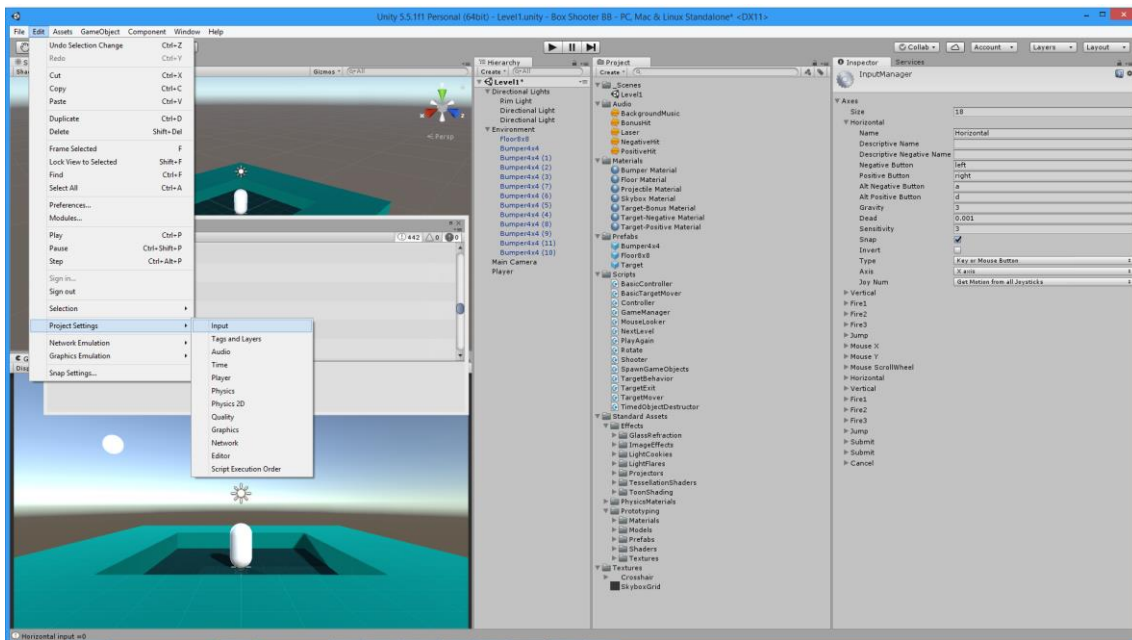 Unity 5.5.1f1 Personal (64bit) - Level1.unity - Box Shooter BB - PC, Mac & Linux Standalone* <DX11>
File Edit Assets GameObject Component Window Help
Collab Account Layers Layout
Undo Selection Change Ctrl+Z
Redo Ctrl+Y
Cut Ctrl+X
Copy Ctrl+C
Paste Ctrl+V
Duplicate Ctrl+D
Delete Shift+Del
Frame Selected F
Lock View to Selected Shift+F
Find Ctrl+F
Select All Ctrl+A
Preferences...
Modules...
Play Ctrl+P
Pause Ctrl+Shift+P
Step Ctrl+Alt+P
Sign in...
Sign out
Selection
Project Settings
Network Emulation
Graphics Emulation
Snap Settings...
Input
Tags and Layers
Audio
Time
Player
Physics
Physics 2D
Quality
Graphics
Network
Editor
Script Execution Order
Gizmos All
y
x
z
Persp
442 0 0
Hierarchy
Create All
Level1*
Directional Lights
Rim Light
Directional Light
Directional Light
Environment
Floor8x8
Bumper4x4
Bumper4x4 (1)
Bumper4x4 (2)
Bumper4x4 (3)
Bumper4x4 (7)
Bumper4x4 (6)
Bumper4x4 (5)
Bumper4x4 (4)
Bumper4x4 (8)
Bumper4x4 (9)
Bumper4x4 (11)
Bumper4x4 (10)
Main Camera
Player
Project
Create
_Scenes
Level1
Audio
BackgroundMusic
BonusHit
Laser
NegativeHit
PositiveHit
Materials
Bumper Material
Floor Material
Projectile Material
Skybox Material
Target-Bonus Material
Target-Negative Material
Target-Positive Material
Prefabs
Bumper4x4
Floor8x8
Target
Scripts
BasicController
BasicTargetMover
Controller
GameManager
MouseLooker
NextLevel
PlayAgain
Rotate
Shooter
SpawnGameObjects
TargetBehavior
TargetExit
TargetMover
TimedObjectDestructor
Standard Assets
Effects
GlassRefraction
ImageEffects
LightCookies
LightFlares
Projectors
TessellationShaders
ToonShading
PhysicsMaterials
Prototyping
Materials
Models
Prefabs
Shaders
Textures
Textures
Crosshair
SkyboxGrid
Inspector Services
InputManager
Axes
Size 18
Horizontal
Name Horizontal
Descriptive Name
Descriptive Negative Name
Negative Button left
Positive Button right
Alt Negative Button a
Alt Positive Button d
Gravity 3
Dead 0.001
Sensitivity 3
Snap
Invert
Type Key or Mouse Button
Axis X axis
Joy Num Get Motion from all Joysticks
Vertical
Fire1
Fire2
Fire3
Jump
Mouse X
Mouse Y
Mouse ScrollWheel
Horizontal
Vertical
Fire1
Fire2
Fire3
Jump
Submit
Submit
Cancel
Horizontal input =0